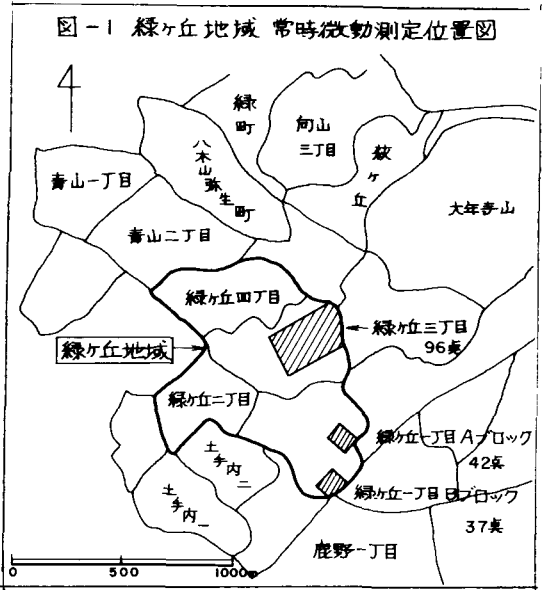 図-1 緑ヶ丘地域 常時微動測定位置図
緑町
向山
三丁目
萩ヶ丘
八木山弥生町
青山一丁目
大年寺山
青山二丁目
緑ヶ丘四丁目
緑ヶ丘三丁目
96点
緑ヶ丘地域
緑ヶ丘二丁目
緑ヶ丘一丁目Aブロック
42点
土手内二
緑ヶ丘一丁目Bブロック
37点
土手内一
鹿野一丁目
0 500 1000m